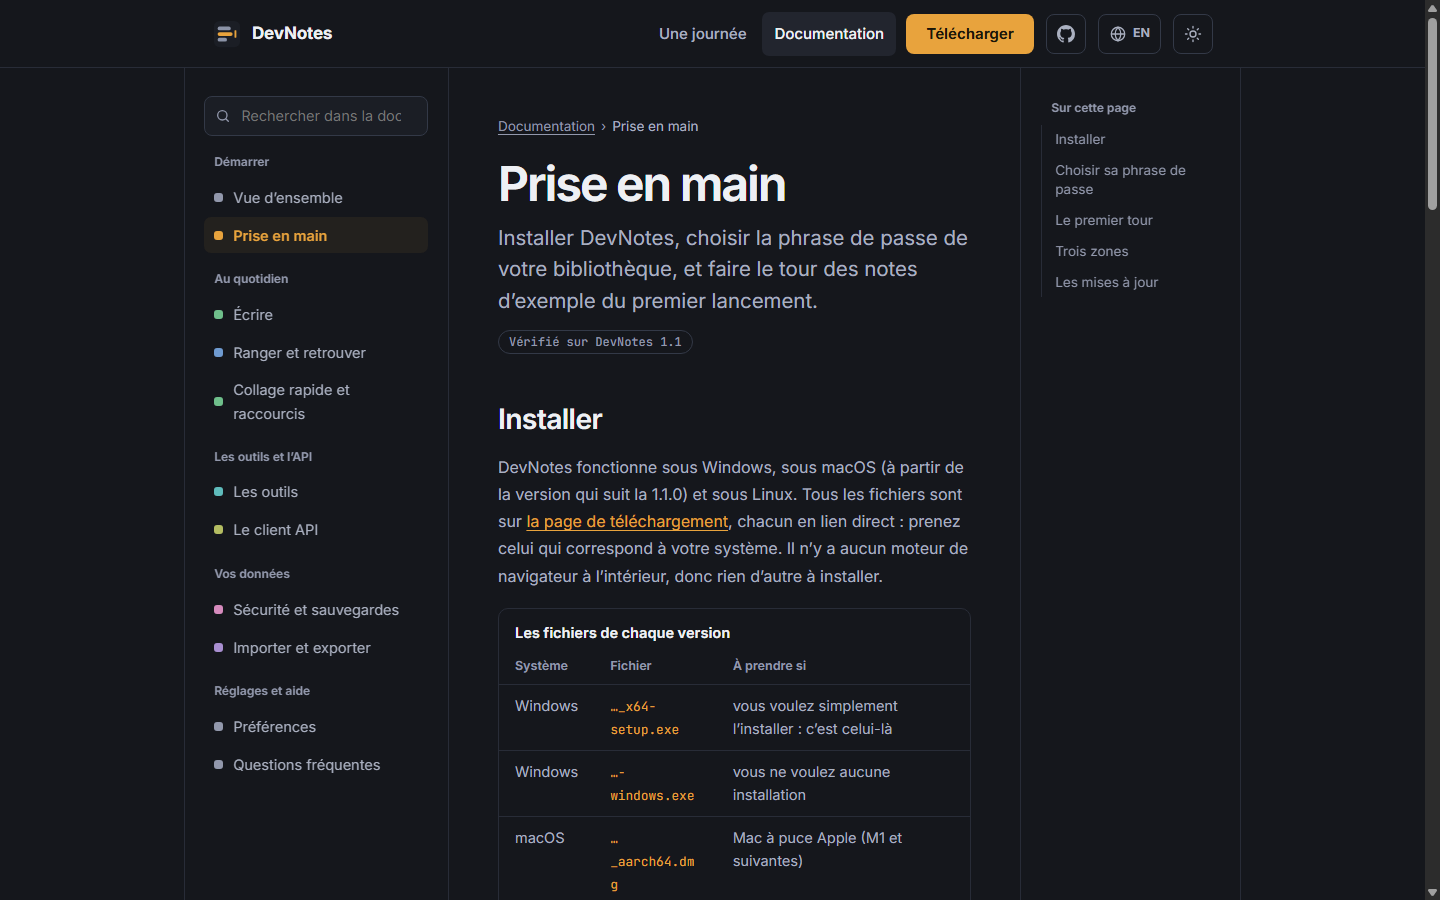 DevNotes
Une journée
Documentation
Télécharger
EN
Rechercher dans la doc
Démarrer
Vue d’ensemble
Prise en main
Au quotidien
Écrire
Ranger et retrouver
Collage rapide et
raccourcis
Les outils et l’API
Les outils
Le client API
Vos données
Sécurité et sauvegardes
Importer et exporter
Réglages et aide
Préférences
Questions fréquentes
Documentation › Prise en main
Prise en main
Installer DevNotes, choisir la phrase de passe de
votre bibliothèque, et faire le tour des notes
d’exemple du premier lancement.
Vérifié sur DevNotes 1.1
Installer
DevNotes fonctionne sous Windows, sous macOS (à partir de
la version qui suit la 1.1.0) et sous Linux. Tous les fichiers sont
sur la page de téléchargement, chacun en lien direct : prenez
celui qui correspond à votre système. Il n’y a aucun moteur de
navigateur à l’intérieur, donc rien d’autre à installer.
Les fichiers de chaque version
Système Fichier À prendre si
Windows …_x64- vous voulez simplement
setup.exe l’installer : c’est celui-là
Windows …- vous ne voulez aucune
windows.exe installation
macOS … Mac à puce Apple (M1 et
_aarch64.dm suivantes)
g
Sur cette page
Installer
Choisir sa phrase de
passe
Le premier tour
Trois zones
Les mises à jour